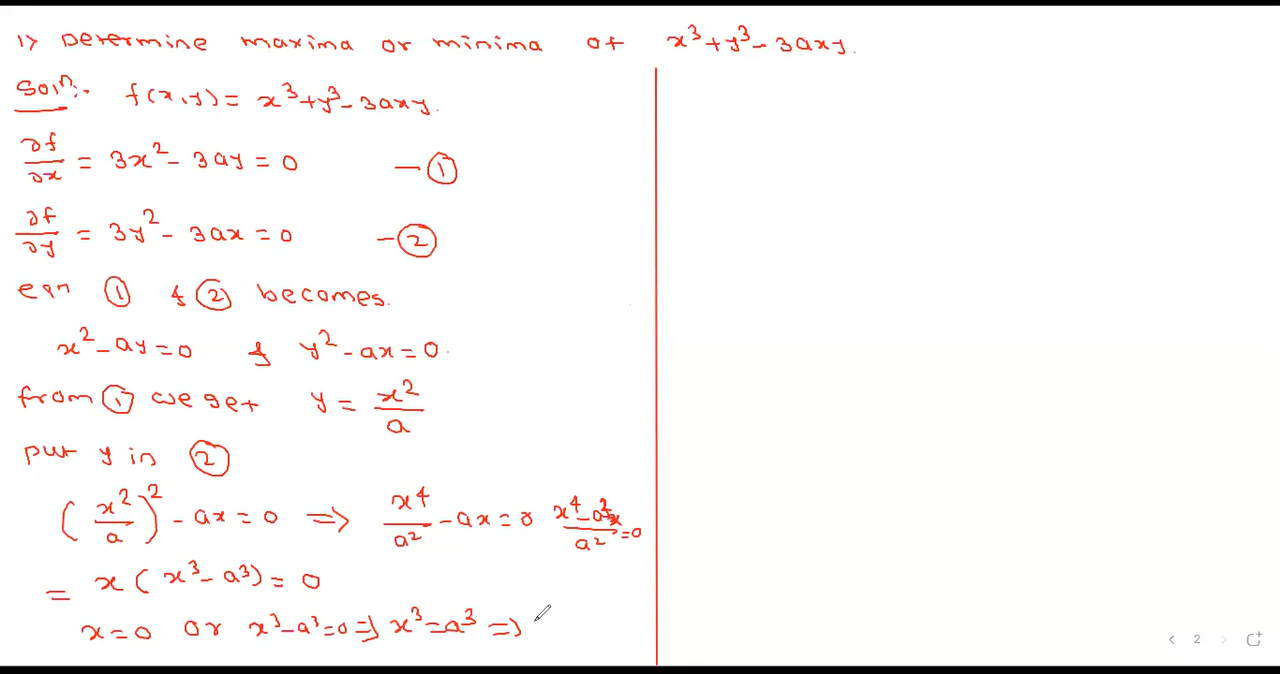 1) Determine maxima or minima of x³+y³-3axy.
Solⁿ:- f(x,y) = x³+y³-3axy.
∂f/∂x = 3x²-3ay = 0 -①
∂f/∂y = 3y²-3ax = 0 -②
eqn ① & ② becomes.
x²-ay=0 & y²-ax=0.
from ① we get y = x²/a
put y in ②
(x²/a)² - ax = 0 ⇒ x⁴/a² - ax = 0
= x(x³-a³) = 0
x=0 or x³-a³=0 ⇒ x³=a³ ⇒
2